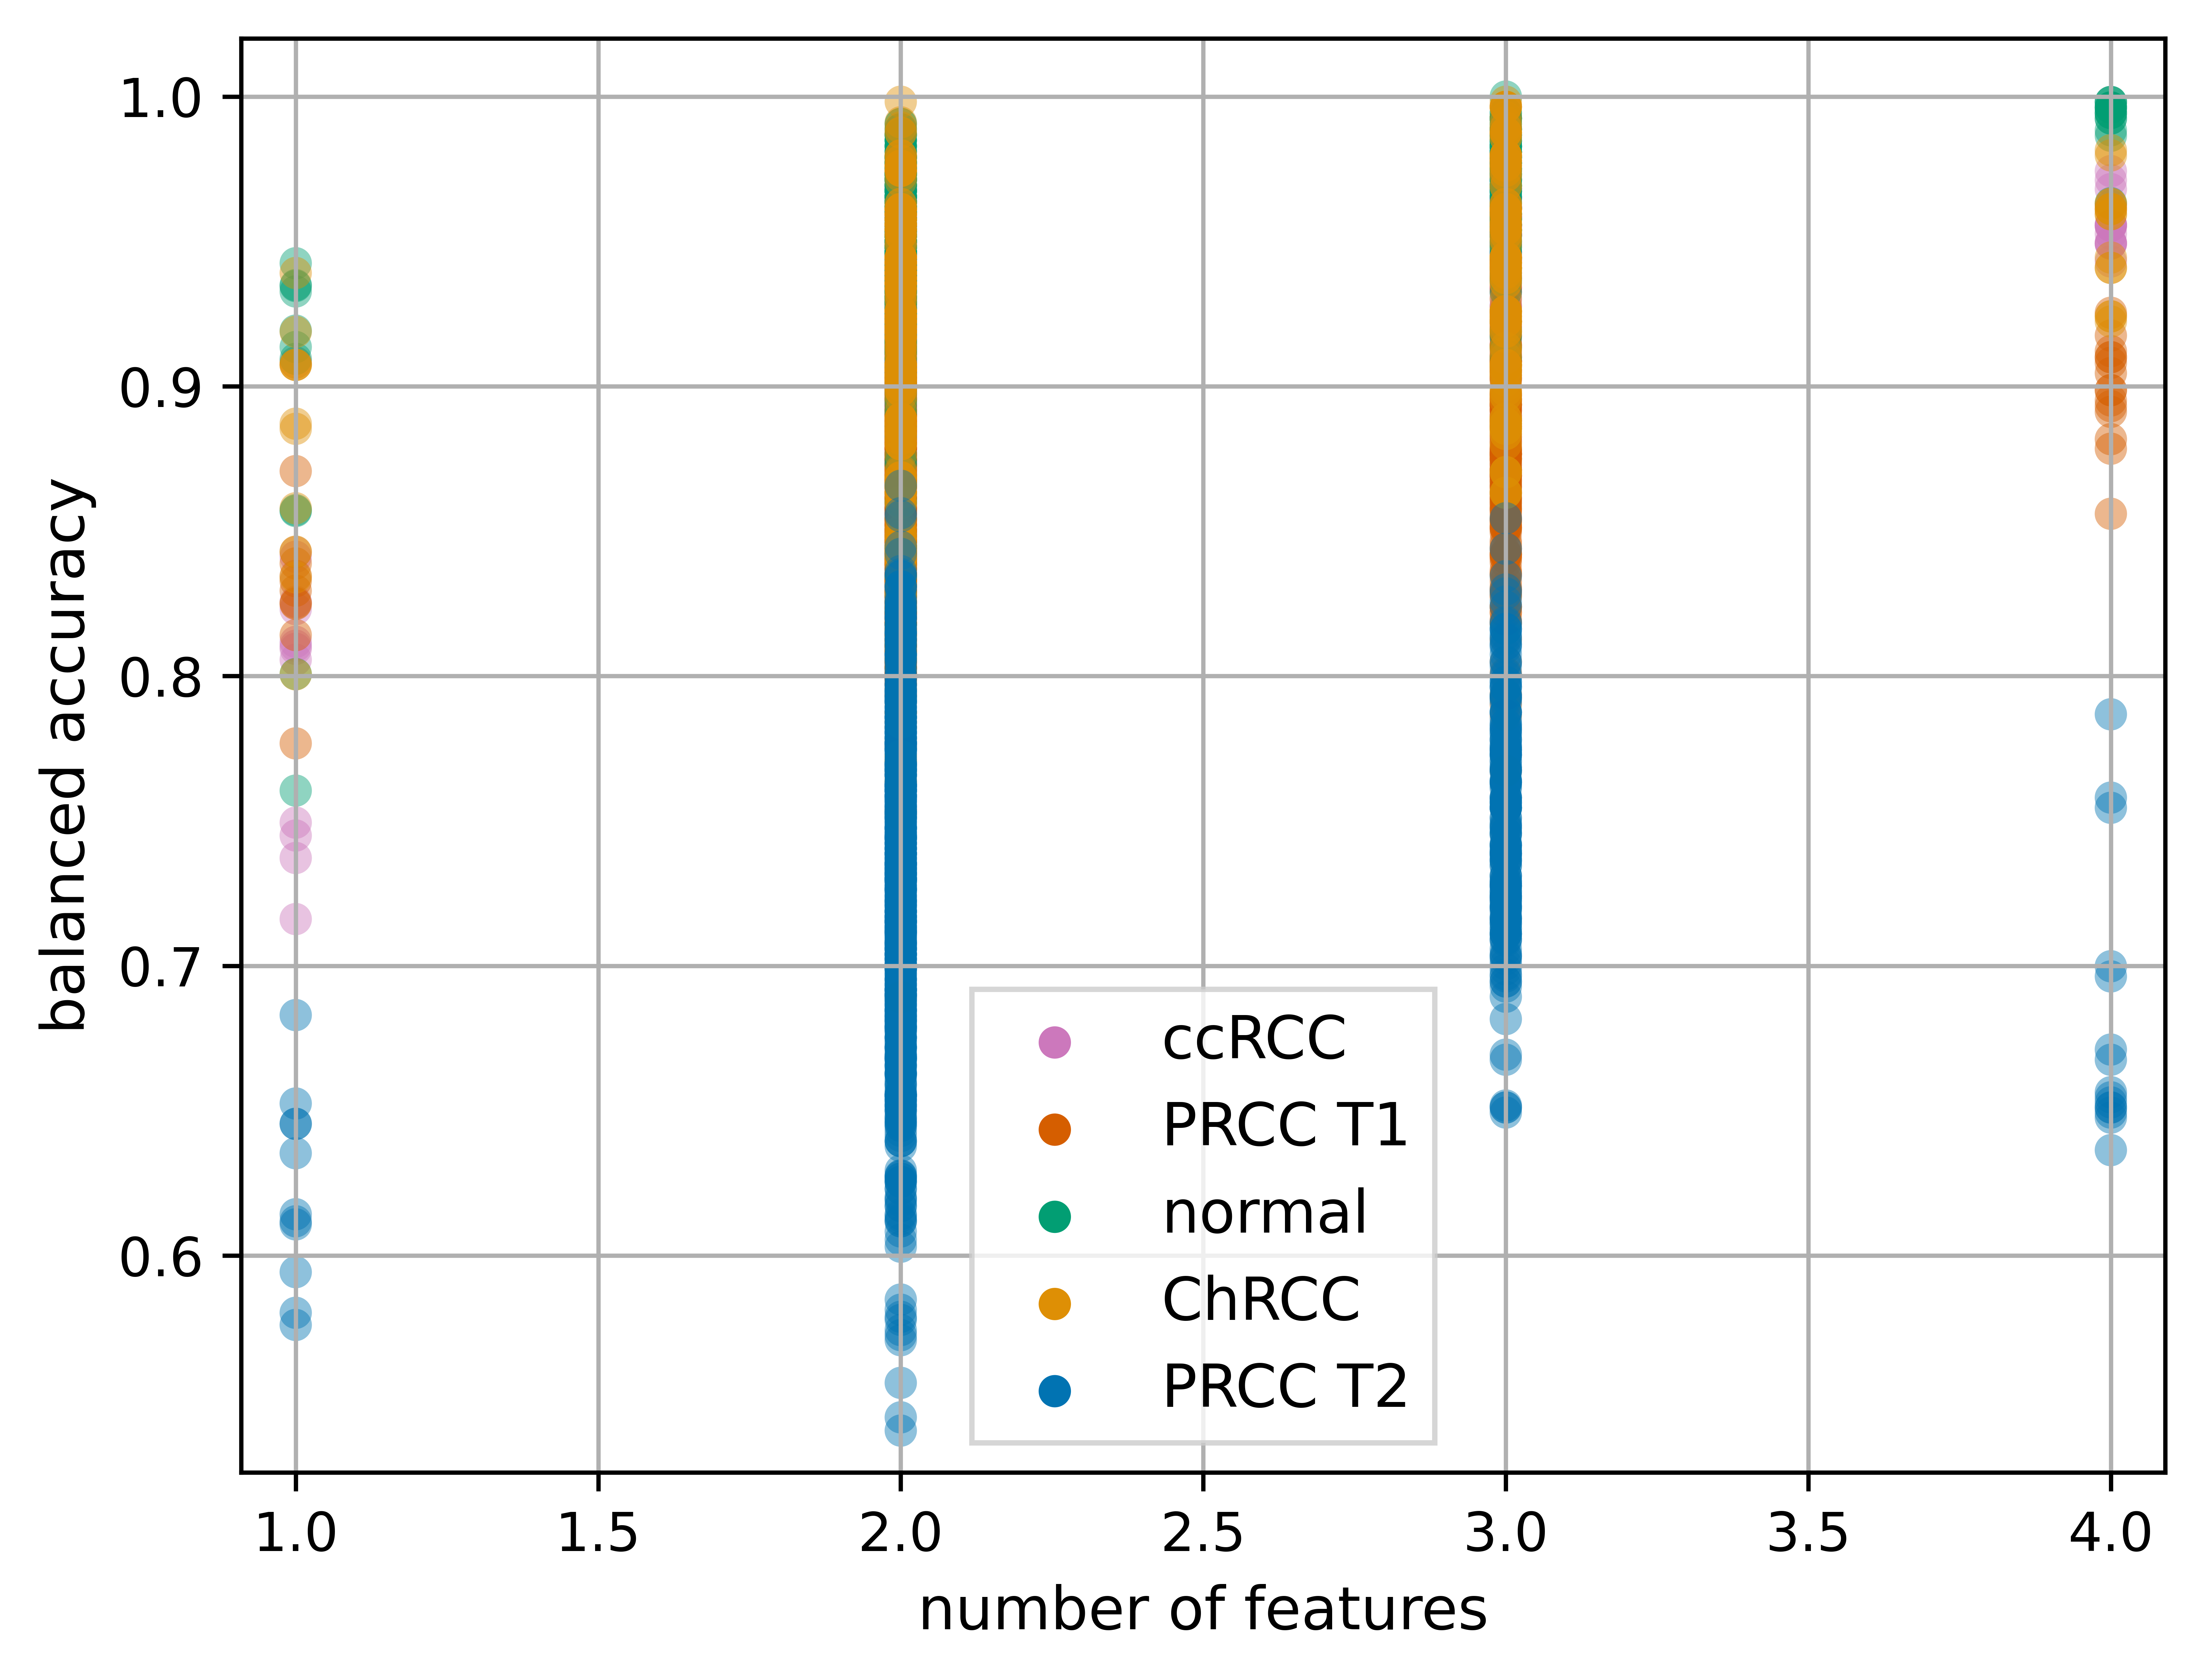 1.0
0.9
0.8
0.7
0.6
balanced accuracy
ccRCC
PRCC T1
normal
ChRCC
PRCC T2
1.0 1.5 2.0 2.5 3.0 3.5 4.0
number of features